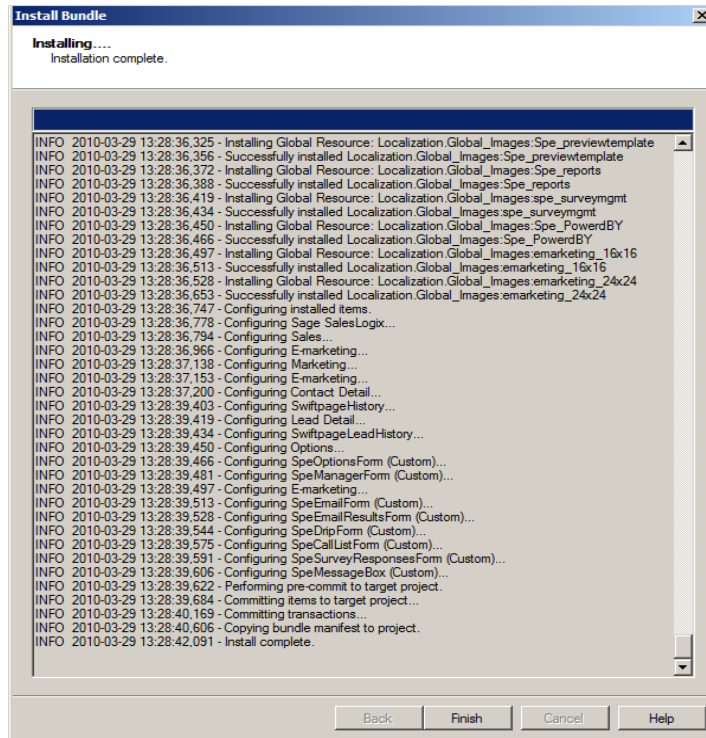 Install Bundle
Installing....
Installation complete.
INFO 2010-03-29 13:28:36,325 - Installing Global Resource: Localization.Global_Images:Spe_previewtemplate
INFO 2010-03-29 13:28:36,356 - Successfully installed Localization.Global_Images:Spe_previewtemplate
INFO 2010-03-29 13:28:36,372 - Installing Global Resource: Localization.Global_Images:Spe_reports
INFO 2010-03-29 13:28:36,388 - Successfully installed Localization.Global_Images:Spe_reports
INFO 2010-03-29 13:28:36,419 - Installing Global Resource: Localization.Global_Images:spe_surveymgmt
INFO 2010-03-29 13:28:36,434 - Successfully installed Localization.Global_Images:spe_surveymgmt
INFO 2010-03-29 13:28:36,450 - Installing Global Resource: Localization.Global_Images:Spe_PowerdBY
INFO 2010-03-29 13:28:36,466 - Successfully installed Localization.Global_Images:Spe_PowerdBY
INFO 2010-03-29 13:28:36,497 - Installing Global Resource: Localization.Global_Images:emarketing_16x16
INFO 2010-03-29 13:28:36,513 - Successfully installed Localization.Global_Images:emarketing_16x16
INFO 2010-03-29 13:28:36,528 - Installing Global Resource: Localization.Global_Images:emarketing_24x24
INFO 2010-03-29 13:28:36,653 - Successfully installed Localization.Global_Images:emarketing_24x24
INFO 2010-03-29 13:28:36,747 - Configuring installed items.
INFO 2010-03-29 13:28:36,778 - Configuring Sage SalesLogix...
INFO 2010-03-29 13:28:36,794 - Configuring Sales...
INFO 2010-03-29 13:28:36,966 - Configuring E-marketing...
INFO 2010-03-29 13:28:37,138 - Configuring Marketing...
INFO 2010-03-29 13:28:37,153 - Configuring E-marketing...
INFO 2010-03-29 13:28:37,200 - Configuring Contact Detail...
INFO 2010-03-29 13:28:39,403 - Configuring SwiftpageHistory...
INFO 2010-03-29 13:28:39,419 - Configuring Lead Detail...
INFO 2010-03-29 13:28:39,434 - Configuring SwiftpageLeadHistory...
INFO 2010-03-29 13:28:39,450 - Configuring Options...
INFO 2010-03-29 13:28:39,466 - Configuring SpeOptionsForm (Custom)...
INFO 2010-03-29 13:28:39,481 - Configuring SpeManagerForm (Custom)...
INFO 2010-03-29 13:28:39,497 - Configuring E-marketing...
INFO 2010-03-29 13:28:39,513 - Configuring SpeEmailForm (Custom)...
INFO 2010-03-29 13:28:39,528 - Configuring SpeEmailResultsForm (Custom)...
INFO 2010-03-29 13:28:39,544 - Configuring SpeDripForm (Custom)...
INFO 2010-03-29 13:28:39,575 - Configuring SpeCallListForm (Custom)...
INFO 2010-03-29 13:28:39,591 - Configuring SpeSurveyResponsesForm (Custom)...
INFO 2010-03-29 13:28:39,606 - Configuring SpeMessageBox (Custom)...
INFO 2010-03-29 13:28:39,622 - Performing pre-commit to target project.
INFO 2010-03-29 13:28:39,684 - Committing items to target project...
INFO 2010-03-29 13:28:40,169 - Committing transactions...
INFO 2010-03-29 13:28:40,606 - Copying bundle manifest to project.
INFO 2010-03-29 13:28:42,091 - Install complete.
Back Finish Cancel Help